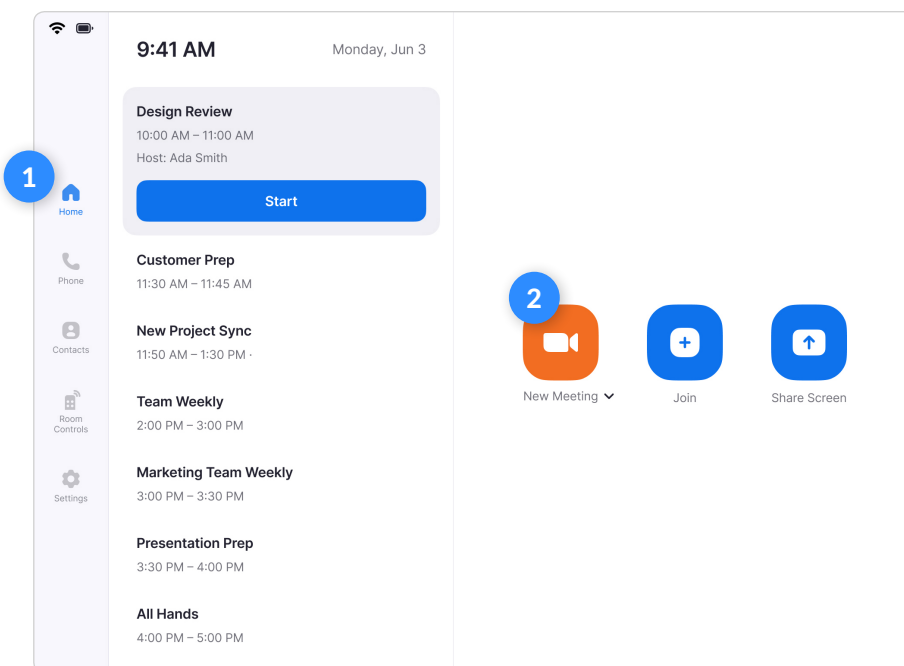 9:41 AM
Monday, Jun 3
1
Home
Phone
Contacts
Room
Controls
Settings
Design Review
10:00 AM – 11:00 AM
Host: Ada Smith
Start
Customer Prep
11:30 AM – 11:45 AM
New Project Sync
11:50 AM – 1:30 PM ·
Team Weekly
2:00 PM – 3:00 PM
Marketing Team Weekly
3:00 PM – 3:30 PM
Presentation Prep
3:30 PM – 4:00 PM
All Hands
4:00 PM – 5:00 PM
2
New Meeting
Join
Share Screen